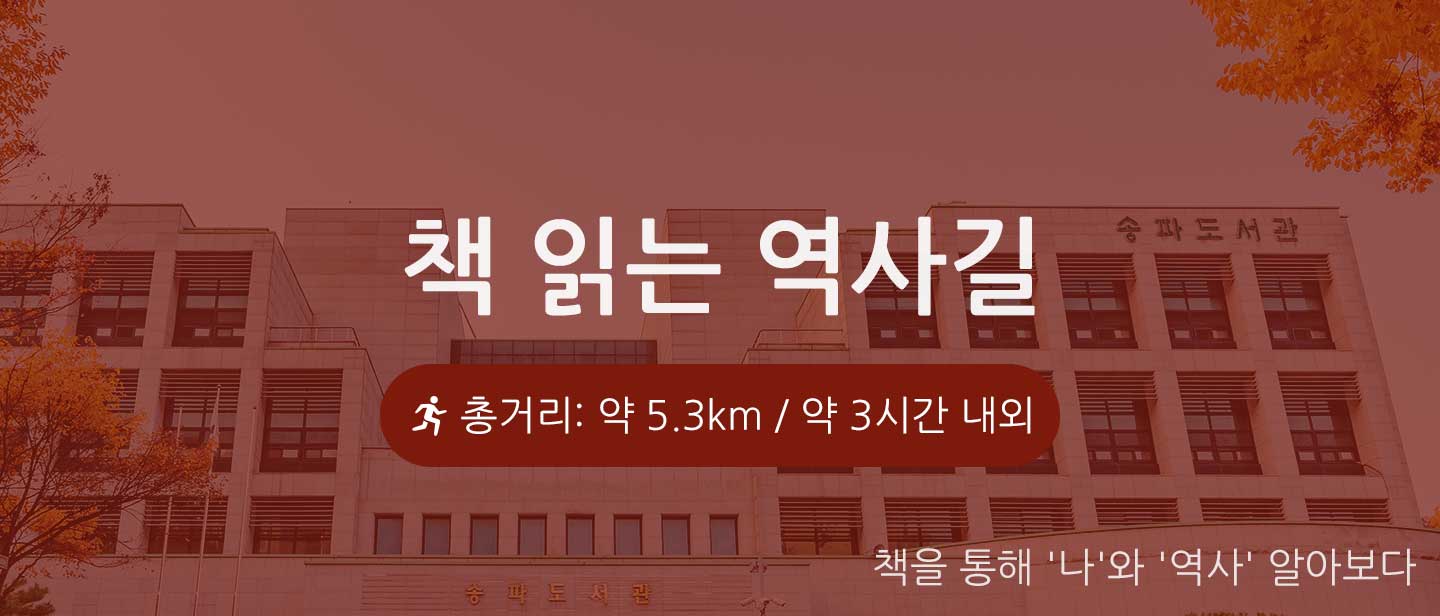 송파도서관
책 읽는 역사길
총거리: 약 5.3km / 약 3시간 내외
책을 통해 '나'와 '역사' 알아보다
송파도서관